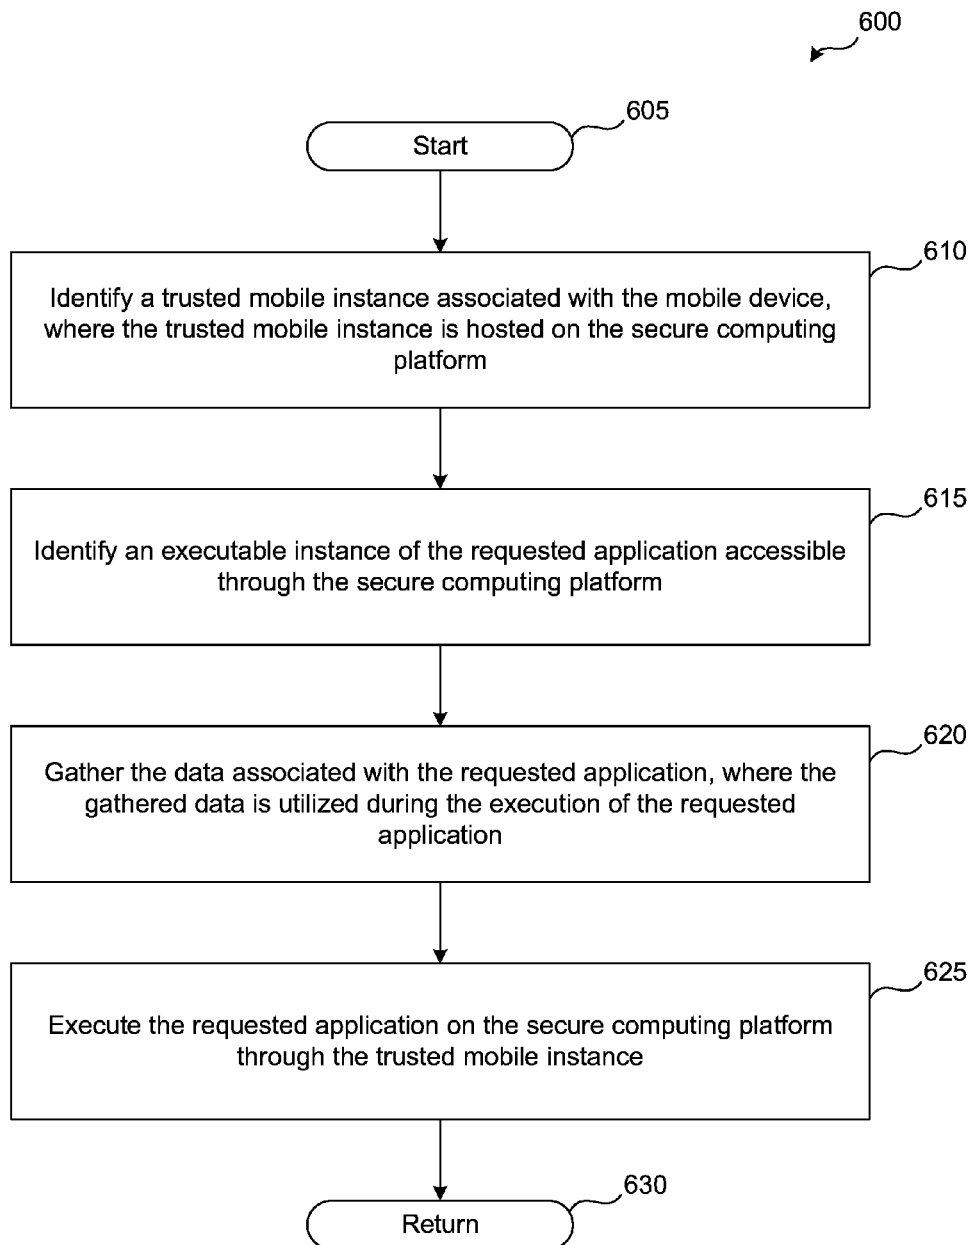 600
605
Start
610
Identify a trusted mobile instance associated with the mobile device,
where the trusted mobile instance is hosted on the secure computing
platform
615
Identify an executable instance of the requested application accessible
through the secure computing platform
620
Gather the data associated with the requested application, where the
gathered data is utilized during the execution of the requested
application
625
Execute the requested application on the secure computing platform
through the trusted mobile instance
630
Return